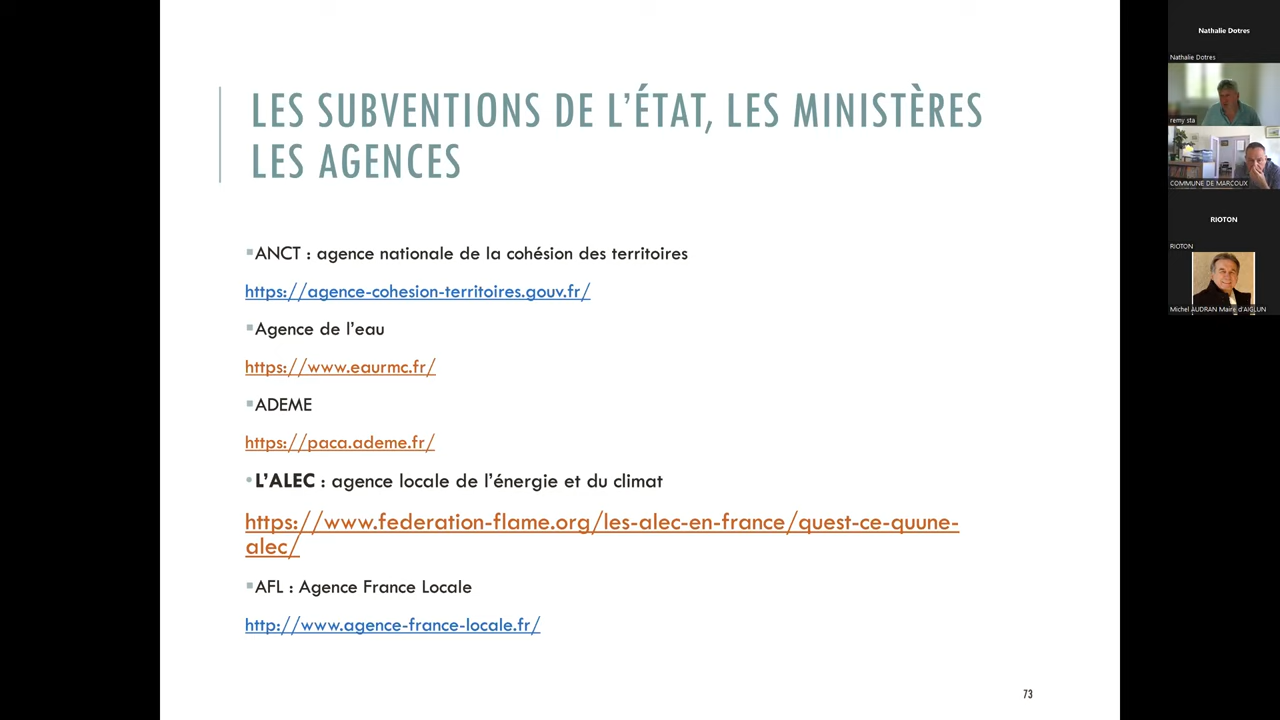 LES SUBVENTIONS DE L'ÉTAT, LES MINISTÈRES
LES AGENCES
▪ANCT : agence nationale de la cohésion des territoires
https://agence-cohesion-territoires.gouv.fr/
▪Agence de l'eau
https://www.eaurmc.fr/
▪ADEME
https://paca.ademe.fr/
•L'ALEC : agence locale de l'énergie et du climat
https://www.federation-flame.org/les-alec-en-france/quest-ce-quune-
alec/
▪AFL : Agence France Locale
http://www.agence-france-locale.fr/
73
Nathalie Dotres
Nathalie Dotres
remy sta
COMMUNE DE MARCOUX
RIOTON
RIOTON
Michel AUDRAN Maire d'AIGLUN